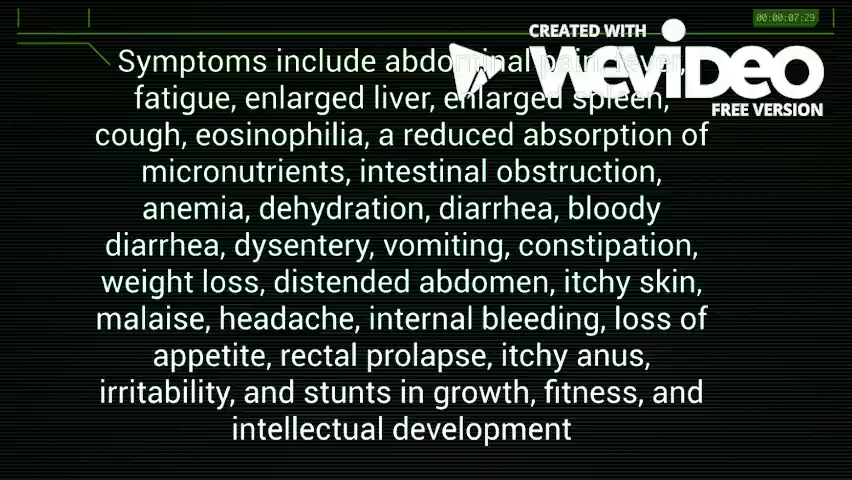 00:00:07:29
CREATED WITH
WEVIDEO
FREE VERSION
Symptoms include abdominal pain, fever,
fatigue, enlarged liver, enlarged spleen,
cough, eosinophilia, a reduced absorption of
micronutrients, intestinal obstruction,
anemia, dehydration, diarrhea, bloody
diarrhea, dysentery, vomiting, constipation,
weight loss, distended abdomen, itchy skin,
malaise, headache, internal bleeding, loss of
appetite, rectal prolapse, itchy anus,
irritability, and stunts in growth, fitness, and
intellectual development